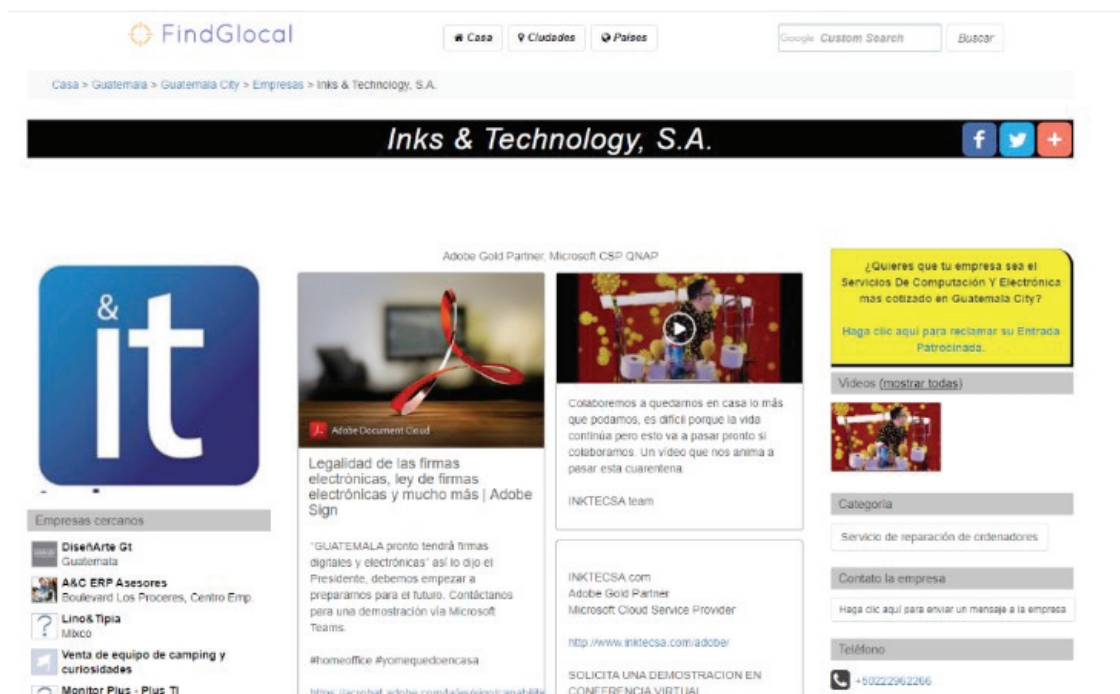 FindGlocal
Casa
Ciudades
Países
Google Custom Search
Buscar
Casa > Guatemala > Guatemala City > Empresas > Inks & Technology, S.A.
Inks & Technology, S.A.
Adobe Gold Partner, Microsoft CSP QNAP
& it
Empresas cercanos
DiseñArte Gt
Guatemala
A&C ERP Asesores
Boulevard Los Proceres, Centro Emp
Lino&Tipia
Mixco
Venta de equipo de camping y
curiosidades
Monitor Plus - Plus TI
Adobe Document Cloud
Legalidad de las firmas
electrónicas, ley de firmas
electrónicas y mucho más | Adobe
Sign
"GUATEMALA pronto tendrá firmas
digitales y electrónicas" así lo dijo el
Presidente, debemos empezar a
prepararnos para el futuro. Contáctanos
para una demostración vía Microsoft
Teams.
#homeoffice #yomequedoencasa
https://acrobat.adobe.com/la/es/sign/capabilitie
Colaboremos a quedarnos en casa lo más
que podamos, es difícil porque la vida
continúa pero esto va a pasar pronto si
colaboramos. Un vídeo que nos anima a
pasar esta cuarentena.
INKTECSA team
INKTECSA.com
Adobe Gold Partner
Microsoft Cloud Service Provider
http://www.inktecsa.com/adobe/
SOLICITA UNA DEMOSTRACION EN
CONFERENCIA VIRTUAL
¿Quieres que tu empresa sea el
Servicios De Computación Y Electrónica
mas cotizado en Guatemala City?
Haga clic aquí para reclamar su Entrada
Patrocinada.
Videos (mostrar todas)
Categoría
Servicio de reparación de ordenadores
Contato la empresa
Haga clic aquí para enviar un mensaje a la empresa
Teléfono
+50222962266